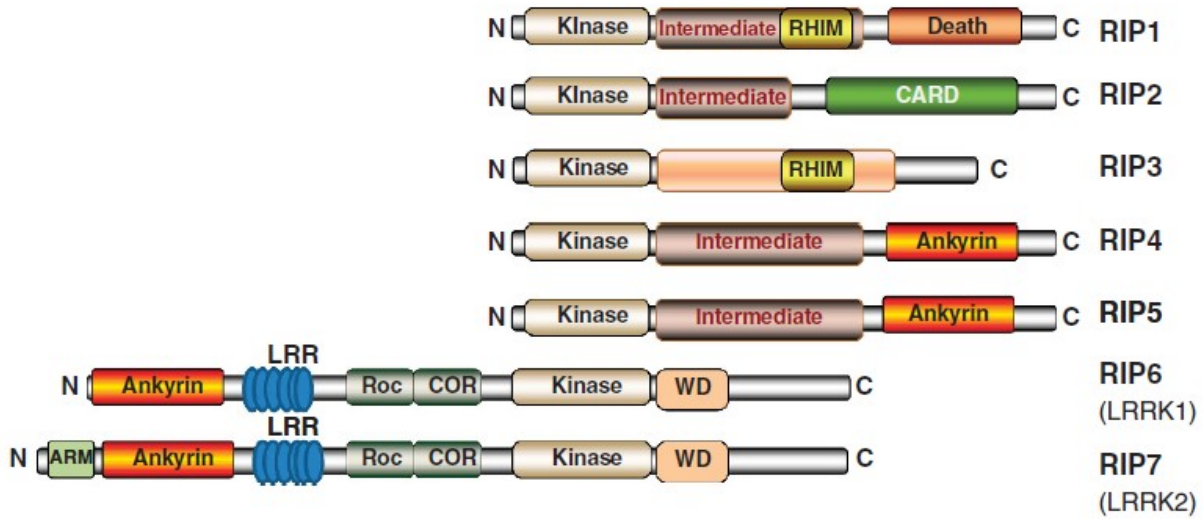 N KInase Intermediate RHIM Death C RIP1
N KInase Intermediate CARD C RIP2
N Kinase RHIM C RIP3
N Kinase Intermediate Ankyrin C RIP4
N Kinase Intermediate Ankyrin C RIP5
LRR
N Ankyrin Roc COR Kinase WD C RIP6
(LRRK1)
LRR
N ARM Ankyrin Roc COR Kinase WD C RIP7
(LRRK2)